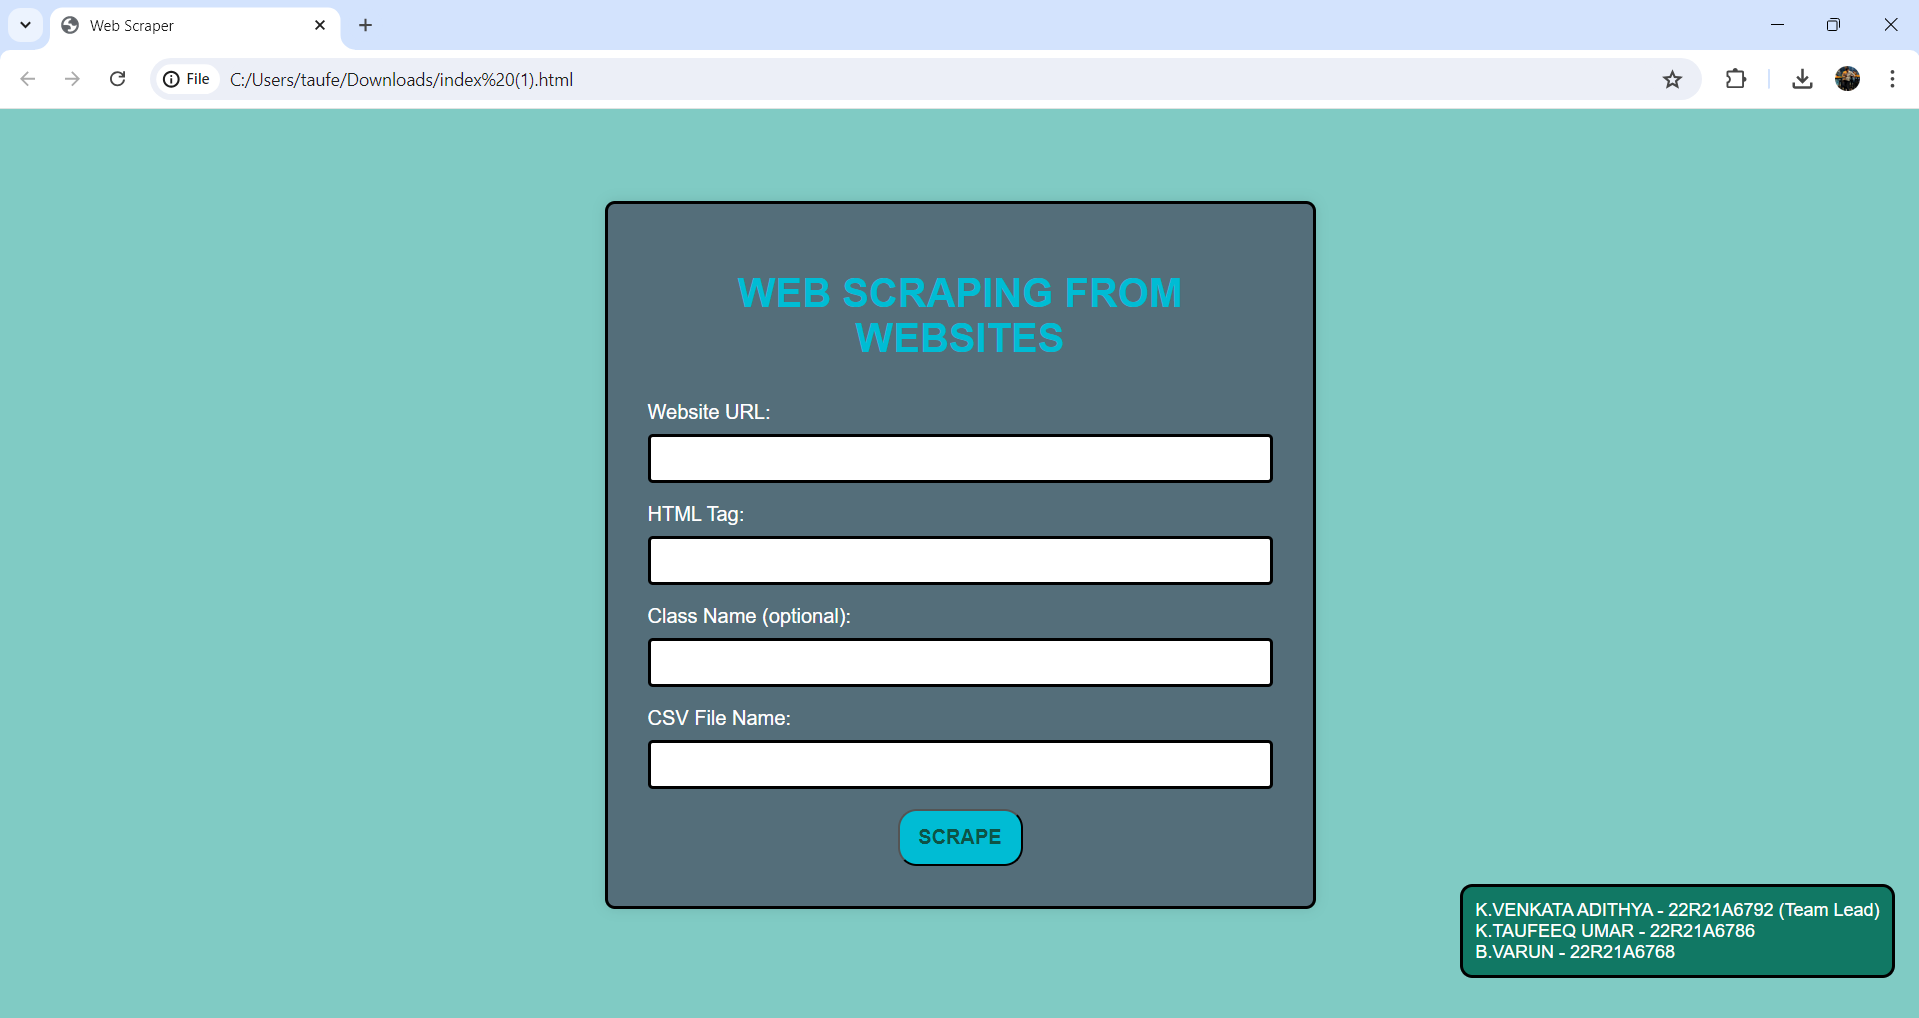 Web Scraper
File
C:/Users/taufe/Downloads/index%20(1).html
WEB SCRAPING FROM
WEBSITES
Website URL:
HTML Tag:
Class Name (optional):
CSV File Name:
SCRAPE
K.VENKATA ADITHYA - 22R21A6792 (Team Lead)
K.TAUFEEQ UMAR - 22R21A6786
B.VARUN - 22R21A6768